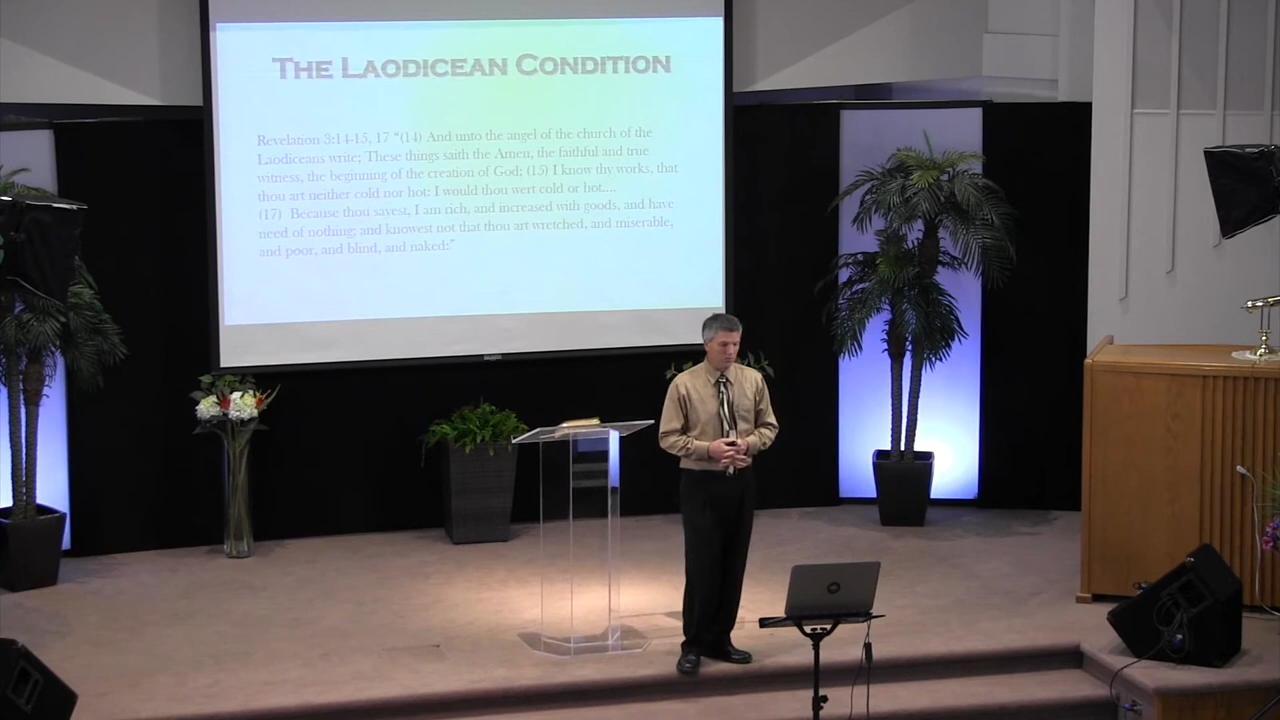 THE LAODICEAN CONDITION
Revelation 3:14-15, 17 "(14) And unto the angel of the church of the
Laodiceans write; These things saith the Amen, the faithful and true
witness, the beginning of the creation of God; (15) I know thy works, that
thou art neither cold nor hot: I would thou wert cold or hot....
(17) Because thou sayest, I am rich, and increased with goods, and have
need of nothing; and knowest not that thou art wretched, and miserable,
and poor, and blind, and naked:"